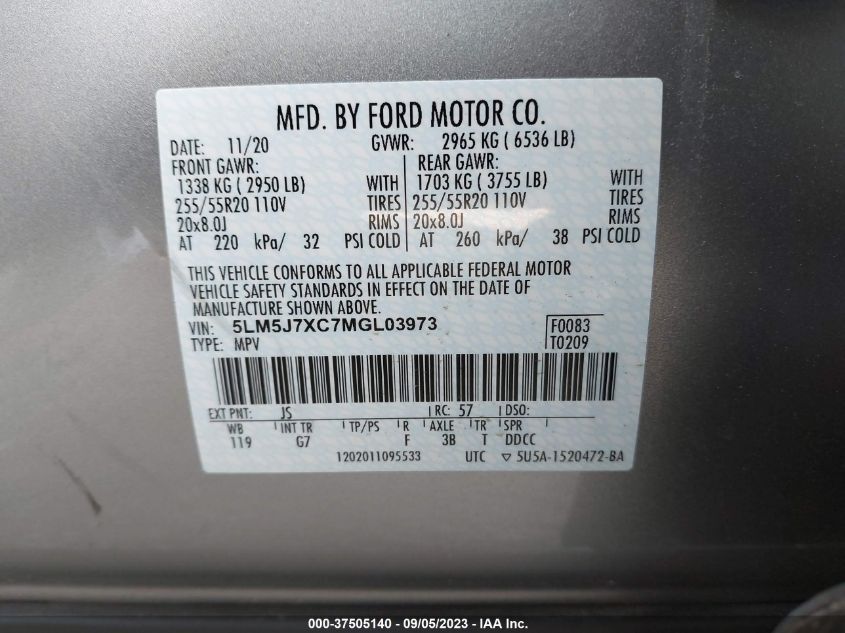 MFD. BY FORD MOTOR CO.
DATE: 11/20 GVWR: 2965 KG ( 6536 LB)
FRONT GAWR: REAR GAWR:
1338 KG ( 2950 LB) WITH 1703 KG ( 3755 LB) WITH
255/55R20 110V TIRES 255/55R20 110V TIRES
20x8.0J RIMS 20x8.0J RIMS
AT 220 kPa/ 32 PSI COLD AT 260 kPa/ 38 PSI COLD
THIS VEHICLE CONFORMS TO ALL APPLICABLE FEDERAL MOTOR
VEHICLE SAFETY STANDARDS IN EFFECT ON THE DATE OF
MANUFACTURE SHOWN ABOVE.
VIN: 5LM5J7XC7MGL03973 F0083
TYPE: MPV T0209
EXT PNT: JS RC: 57 DSO:
WB INT TR TP/PS R AXLE TR SPR
119 G7 F 3B T DDCC
1202011095533 UTC ▽ 5U5A-1520472-BA
000-37505140 - 09/05/2023 - IAA Inc.